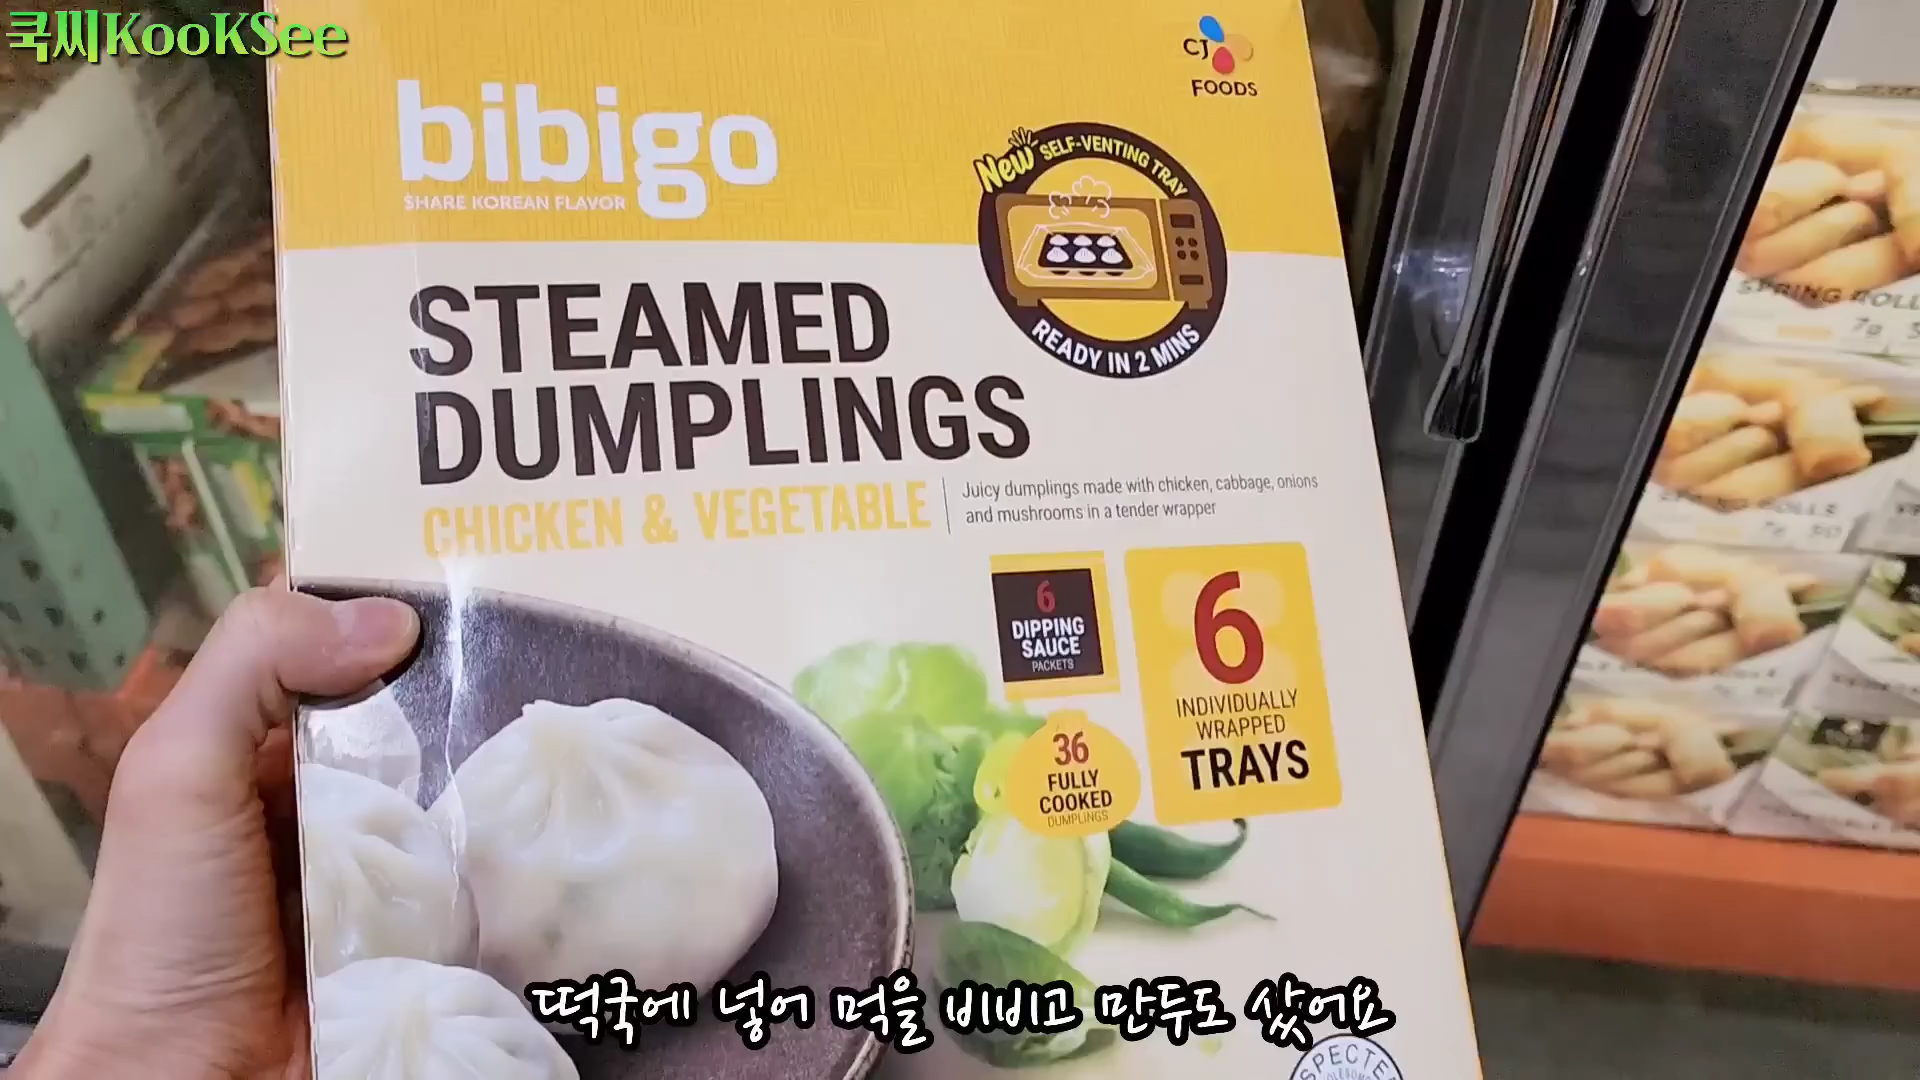 쿡씨KooKSee
CJ
FOODS
bibigo
SHARE KOREAN FLAVOR
New SELF-VENTING TRAY
READY IN 2 MINS
STEAMED
DUMPLINGS
CHICKEN & VEGETABLE
Juicy dumplings made with chicken, cabbage, onions
and mushrooms in a tender wrapper
6
DIPPING
SAUCE
PACKETS
6
INDIVIDUALLY
WRAPPED
TRAYS
36
FULLY
COOKED
DUMPLINGS
SPRING ROLLS
떡국에 넣어 먹을 비비고 만두도 샀어요